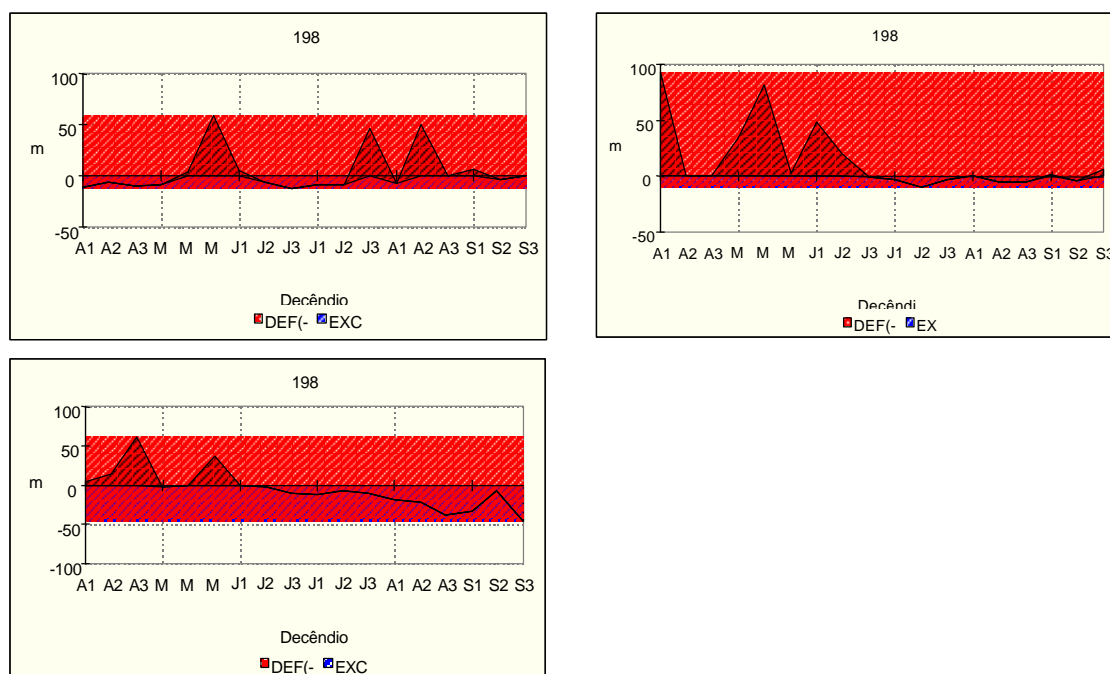 198
100
50
m
0
-50
A1 A2 A3 M M M J1 J2 J3 J1 J2 J3 A1 A2 A3 S1 S2 S3
Decêndio
DEF(- EXC
198
100
50
m
0
-50
A1 A2 A3 M M M J1 J2 J3 J1 J2 J3 A1 A2 A3 S1 S2 S3
Decêndi
DEF(- EX
198
100
50
m
0
-50
-100
A1 A2 A3 M M M J1 J2 J3 J1 J2 J3 A1 A2 A3 S1 S2 S3
Decêndio
DEF(- EXC